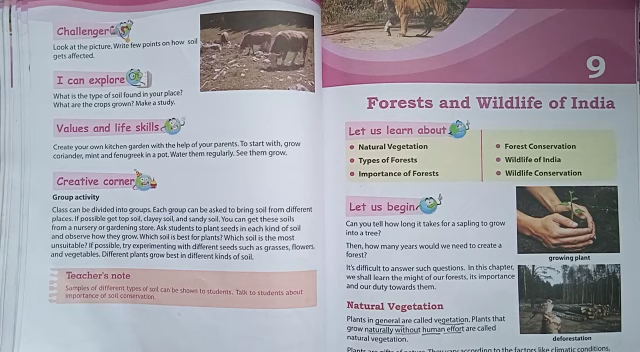 Challenger
Look at the picture. Write few points on how soil
gets affected.
I can explore
What is the type of soil found in your place?
What are the crops grown? Make a study.
Values and life skills
Create your own kitchen garden with the help of your parents. To start with, grow
coriander, mint and fenugreek in a pot. Water them regularly. See them grow.
Creative corner
Group activity
Class can be divided into groups. Each group can be asked to bring soil from different
places. If possible get top soil, clayey soil, and sandy soil. You can get these soils
from a nursery or gardening store. Ask students to plant seeds in each kind of soil
and observe how they grow. Which soil is best for plants? Which soil is the most
unsuitable? If possible, try experimenting with different seeds such as grasses, flowers,
and vegetables. Different plants grow best in different kinds of soil.
Teacher's note
Samples of different types of soil can be shown to students. Talk to students about
importance of soil conservation.
9
Forests and Wildlife of India
Let us learn about
Natural Vegetation
Types of Forests
Importance of Forests
Forest Conservation
Wildlife of India
Wildlife Conservation
Let us begin
Can you tell how long it takes for a sapling to grow
into a tree?
Then, how many years would we need to create a
forest?
It's difficult to answer such questions. In this chapter,
we shall learn the might of our forests, its importance
and our duty towards them.
growing plant
Natural Vegetation
Plants in general are called vegetation. Plants that
grow naturally without human effort are called
natural vegetation.
deforestation
Plants are gifts of nature. They vary according to the factors like climatic conditions,